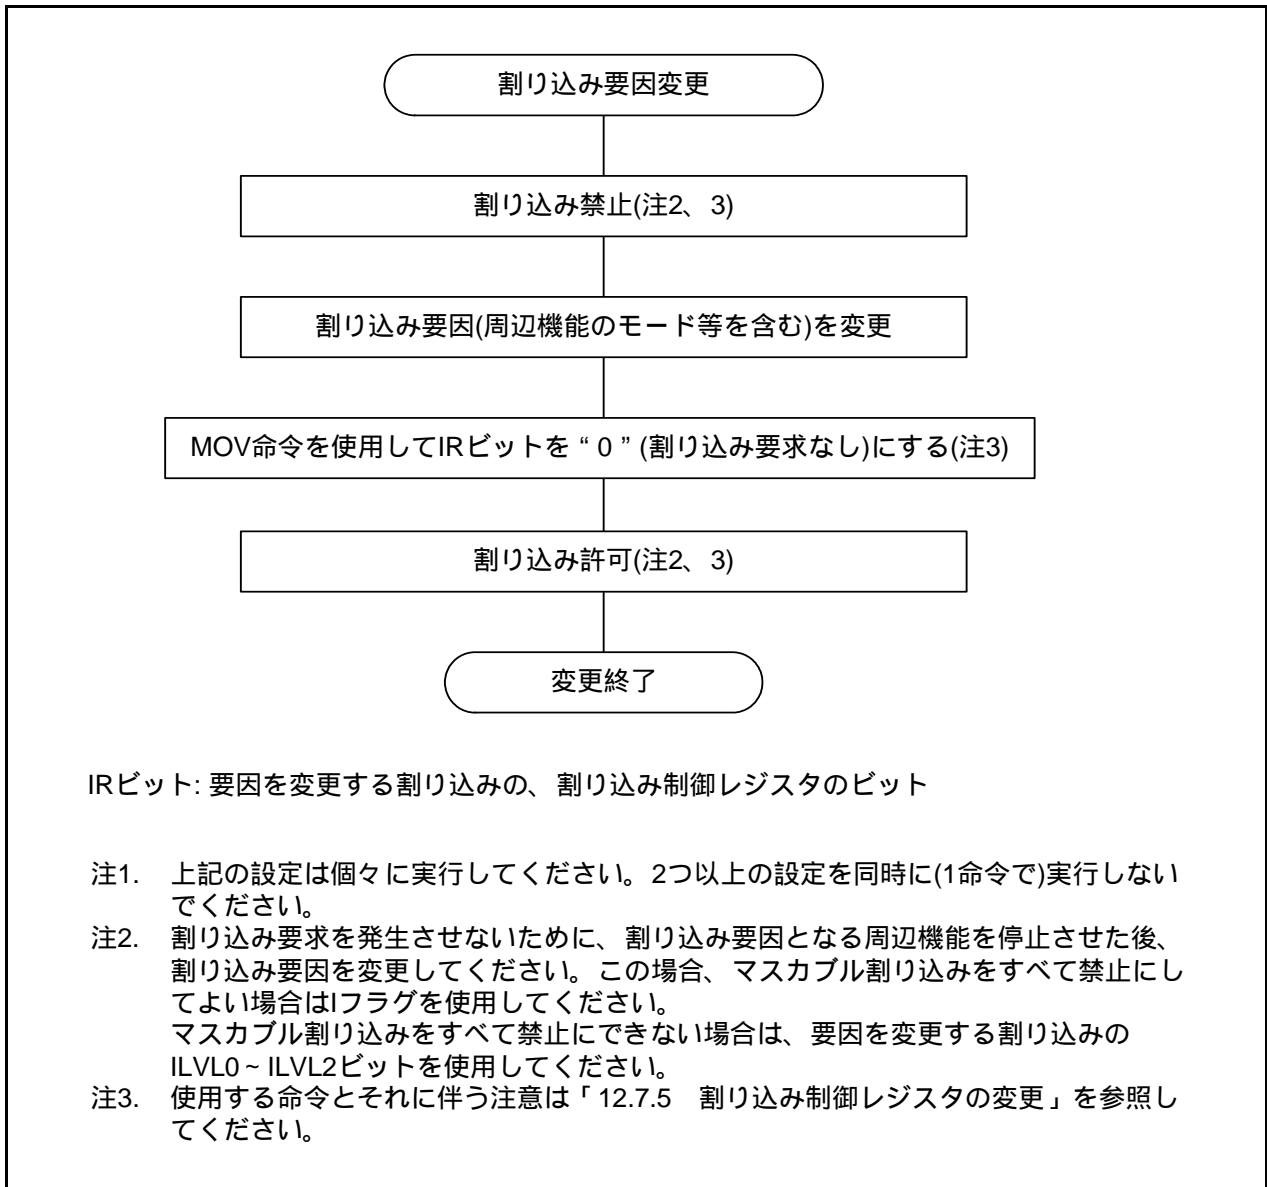 割り込み要因変更
割り込み禁止(注2、3)
割り込み要因(周辺機能のモード等を含む)を変更
MOV命令を使用してIRビットを“0”(割り込み要求なし)にする(注3)
割り込み許可(注2、3)
変更終了
IRビット: 要因を変更する割り込みの、割り込み制御レジスタのビット
注1. 上記の設定は個々に実行してください。2つ以上の設定を同時に(1命令で)実行しない
でください。
注2. 割り込み要求を発生させないために、割り込み要因となる周辺機能を停止させた後、
割り込み要因を変更してください。この場合、マスカブル割り込みをすべて禁止にし
てよい場合はIフラグを使用してください。
マスカブル割り込みをすべて禁止にできない場合は、要因を変更する割り込みの
ILVL0~ILVL2ビットを使用してください。
注3. 使用する命令とそれに伴う注意は「12.7.5 割り込み制御レジスタの変更」を参照し
てください。